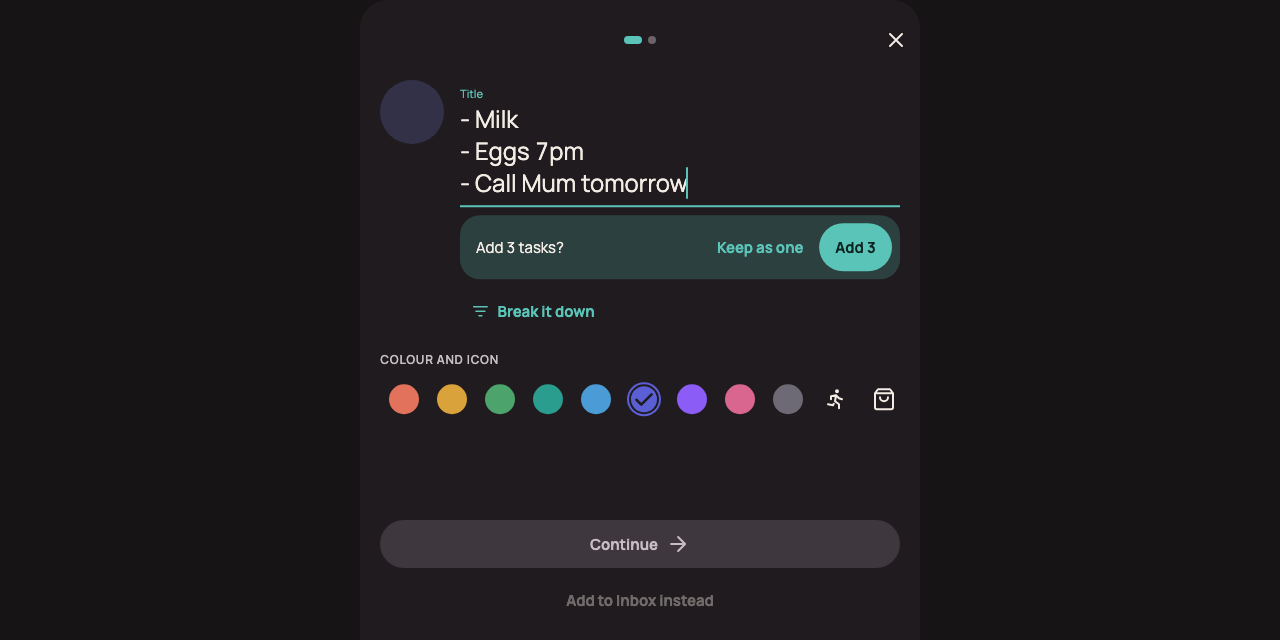 Title
- Milk
- Eggs 7pm
- Call Mum tomorrow
Add 3 tasks? Keep as one Add 3
Break it down
COLOUR AND ICON
Continue
Add to Inbox instead